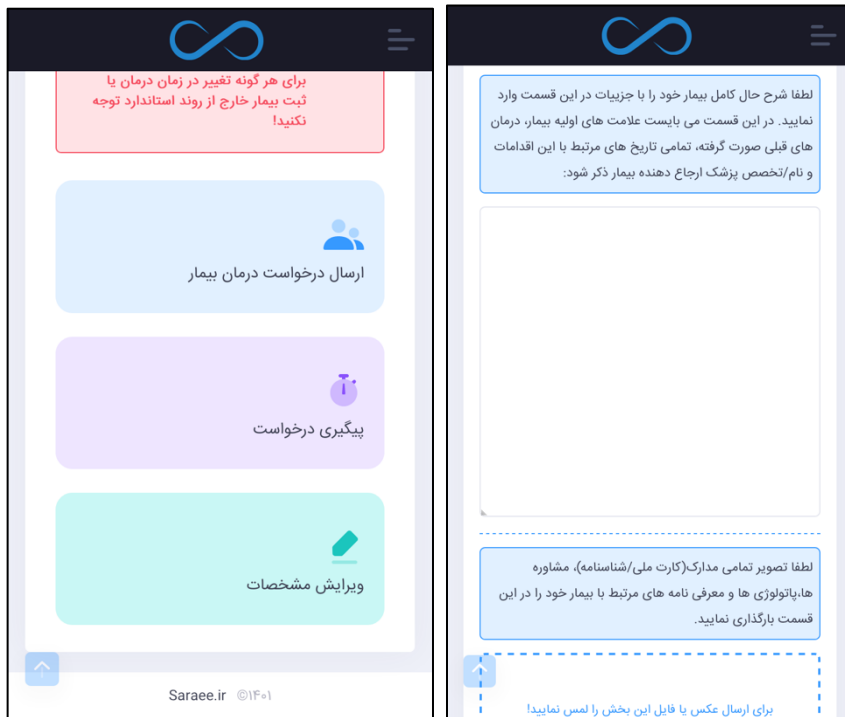 برای هر گونه تغییر در زمان درمان یا
ثبت بیمار خارج از روند استاندارد توجه
نکنید!
ارسال درخواست درمان بیمار
پیگیری درخواست
ویرایش مشخصات
Saraee.ir ©۱۴۰۱
لطفا شرح حال کامل بیمار خود را با جزییات در این قسمت وارد
نمایید. در این قسمت می بایست علامت های اولیه بیمار، درمان
های قبلی صورت گرفته، تمامی تاریخ های مرتبط با این اقدامات
و نام/تخصص پزشک ارجاع دهنده بیمار ذکر شود:
لطفا تصویر تمامی مدارک(کارت ملی/شناسنامه)، مشاوره
ها،پاتولوژی ها و معرفی نامه های مرتبط با بیمار خود را در این
قسمت بارگذاری نمایید.
برای ارسال عکس یا فایل این بخش را لمس نمایید!